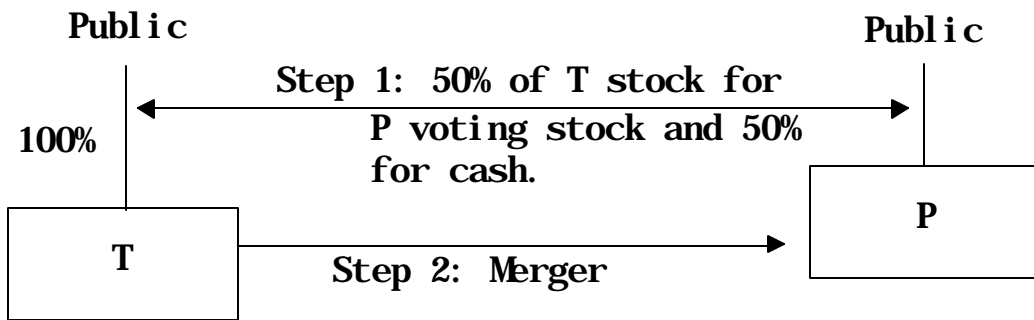 Public
Public
Step 1: 50% of T stock for
P voting stock and 50%
for cash.
100%
T
P
Step 2: Merger